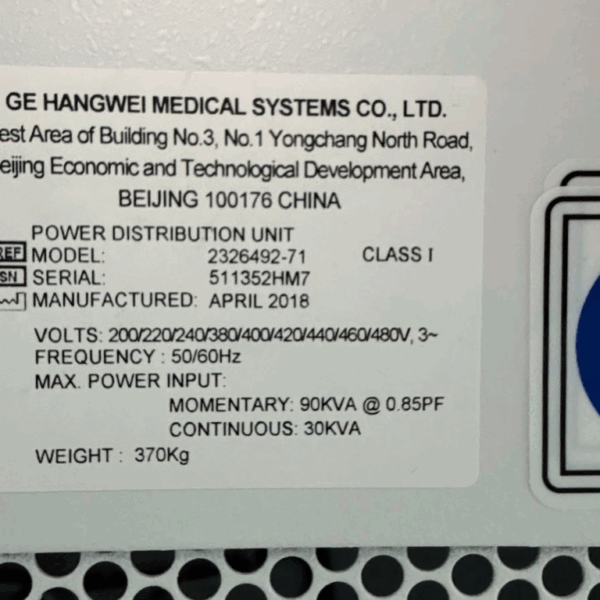 GE HANGWEI MEDICAL SYSTEMS CO., LTD.
est Area of Building No.3, No.1 Yongchang North Road,
eijing Economic and Technological Development Area,
BEIJING 100176 CHINA
POWER DISTRIBUTION UNIT
REF MODEL: 2326492-71 CLASS I
SN SERIAL: 511352HM7
MANUFACTURED: APRIL 2018
VOLTS: 200/220/240/380/400/420/440/460/480V, 3~
FREQUENCY : 50/60Hz
MAX. POWER INPUT:
MOMENTARY: 90KVA @ 0.85PF
CONTINUOUS: 30KVA
WEIGHT : 370Kg